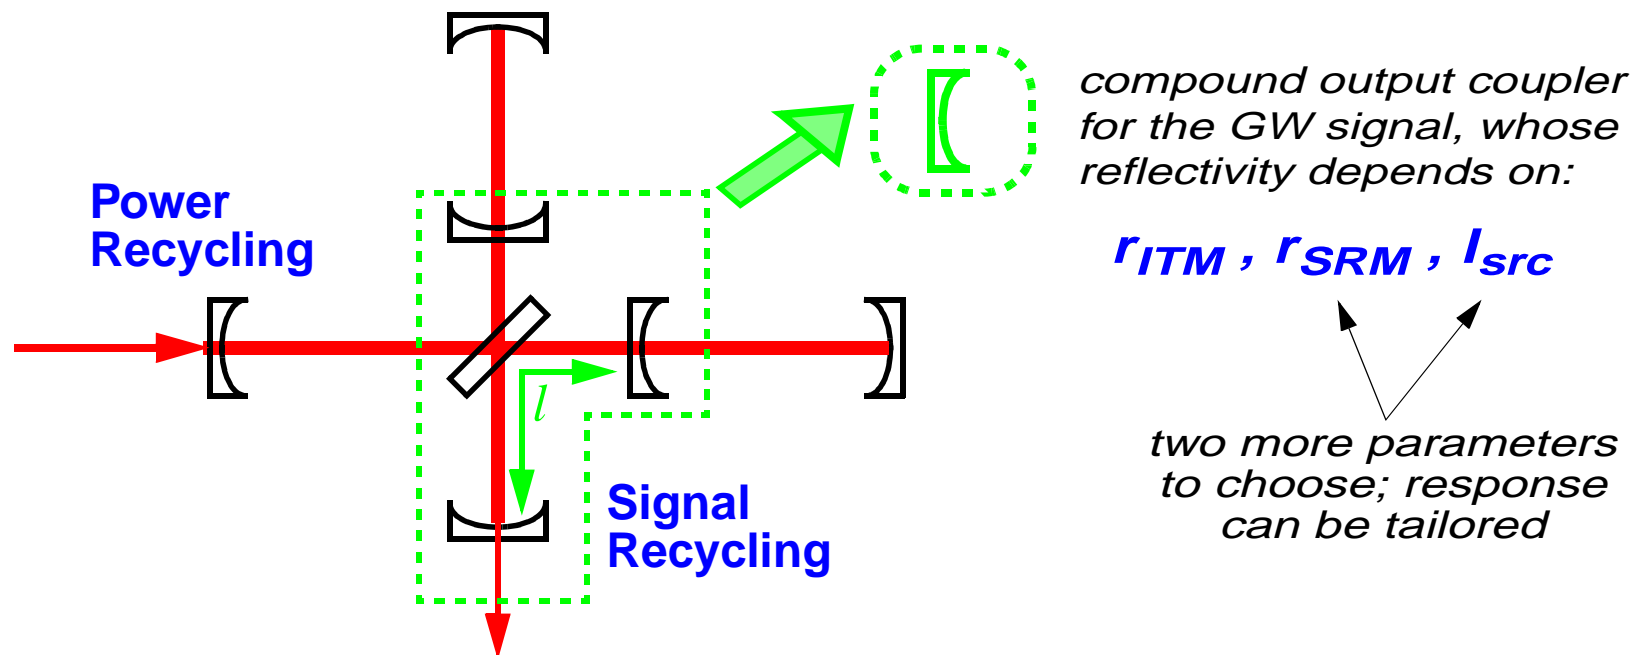 compound output coupler
for the GW signal, whose
reflectivity depends on:
Power
Recycling
r_ITM , r_SRM , l_src
l
two more parameters
to choose; response
can be tailored
Signal
Recycling